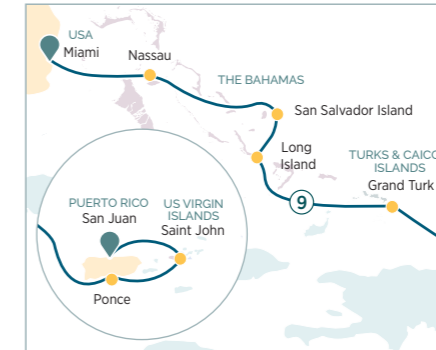 USA
Miami
Nassau
THE BAHAMAS
San Salvador Island
Long
Island
TURKS & CAICO
ISLANDS
Grand Turk
9
PUERTO RICO
San Juan
US VIRGIN
ISLANDS
Saint John
Ponce